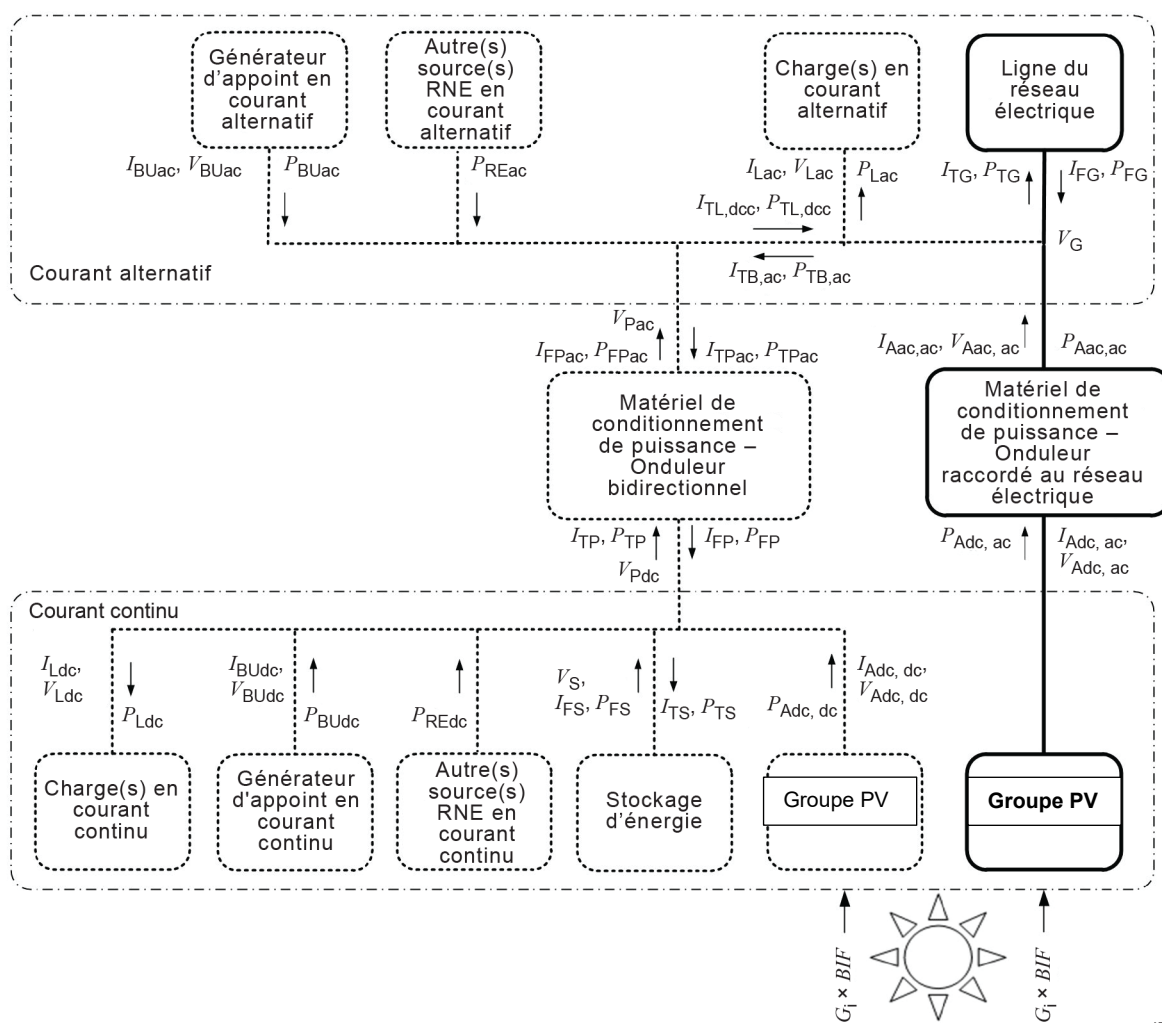 Générateur
d'appoint en
courant
alternatif
Autre(s)
source(s)
RNE en
courant
alternatif
Charge(s) en
courant
alternatif
Ligne du
réseau
électrique
I_BUac, V_BUac
P_BUac
P_REac
I_Lac, V_Lac
P_Lac
I_TG, P_TG
I_FG, P_FG
I_TL,dcc, P_TL,dcc
V_G
I_TB,ac, P_TB,ac
Courant alternatif
V_Pac
I_FPac, P_FPac
I_TPac, P_TPac
I_Aac,ac, V_Aac, ac
P_Aac,ac
Matériel de
conditionnement
de puissance –
Onduleur
bidirectionnel
Matériel de
conditionnement
de puissance –
Onduleur
raccordé au réseau
électrique
I_TP, P_TP
I_FP, P_FP
V_Pdc
P_Adc, ac
I_Adc, ac,
V_Adc, ac
Courant continu
I_Ldc,
V_Ldc
P_Ldc
I_BUdc,
V_BUdc
P_BUdc
P_REdc
V_S,
I_FS, P_FS
I_TS, P_TS
P_Adc, dc
I_Adc, dc,
V_Adc, dc
Charge(s) en
courant
continu
Générateur
d'appoint en
courant
continu
Autre(s)
source(s)
RNE en
courant
continu
Stockage
d'énergie
Groupe PV
Groupe PV
G_i × BIF
G_i × BIF